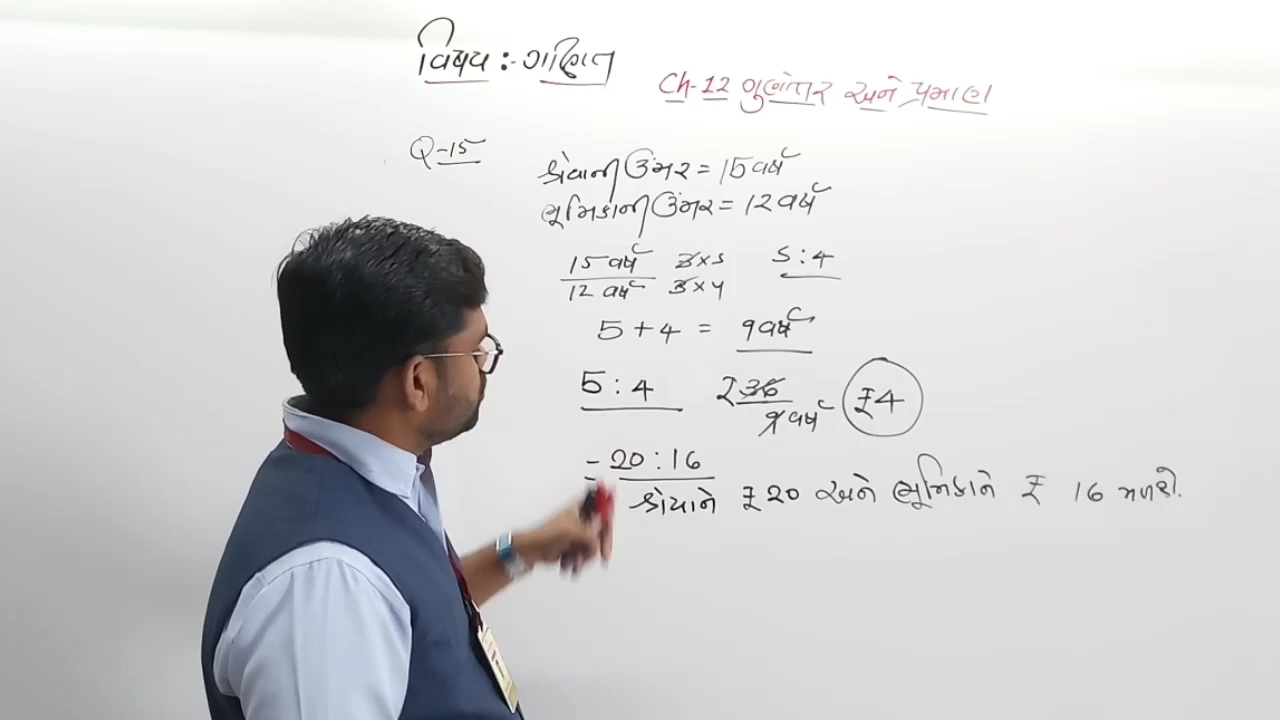 વિષય :- ગણિત
Ch-12 ગુણોત્તર અને પ્રમાણ
Q-15
શ્રેયાની ઉંમર = 15 વર્ષ
ભૂમિકાની ઉંમર = 12 વર્ષ
15 વર્ષ 3×5 5:4
12 વર્ષ 3×4
5 + 4 = 9 વર્ષ
5 : 4 ₹ 36 ₹4
9 વર્ષ
- 20 : 16
શ્રેયાને ₹ 20 અને ભૂમિકાને ₹ 16 મળશે.